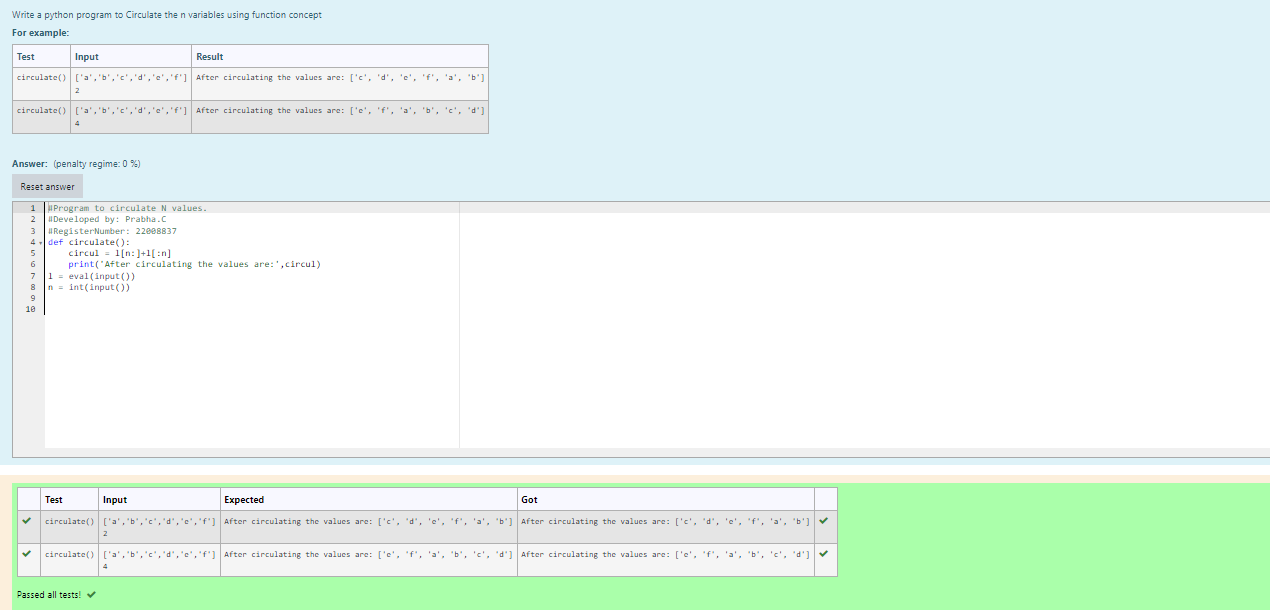 Write a python program to Circulate the n variables using function concept
For example:
Test Input Result
circulate() ['a','b','c','d','e','f'] After circulating the values are: ['c', 'd', 'e', 'f', 'a', 'b']
2
circulate() ['a','b','c','d','e','f'] After circulating the values are: ['e', 'f', 'a', 'b', 'c', 'd']
4
Answer: (penalty regime: 0 %)
Reset answer
1 #Program to circulate N values.
2 #Developed by: Prabha.C
3 #RegisterNumber: 22008837
4 def circulate():
5 circul = l[n:]+l[:n]
6 print('After circulating the values are:',circul)
7 l = eval(input())
8 n = int(input())
9
10
Test Input Expected Got
circulate() ['a','b','c','d','e','f'] After circulating the values are: ['c', 'd', 'e', 'f', 'a', 'b'] After circulating the values are: ['c', 'd', 'e', 'f', 'a', 'b']
2
circulate() ['a','b','c','d','e','f'] After circulating the values are: ['e', 'f', 'a', 'b', 'c', 'd'] After circulating the values are: ['e', 'f', 'a', 'b', 'c', 'd']
4
Passed all tests!